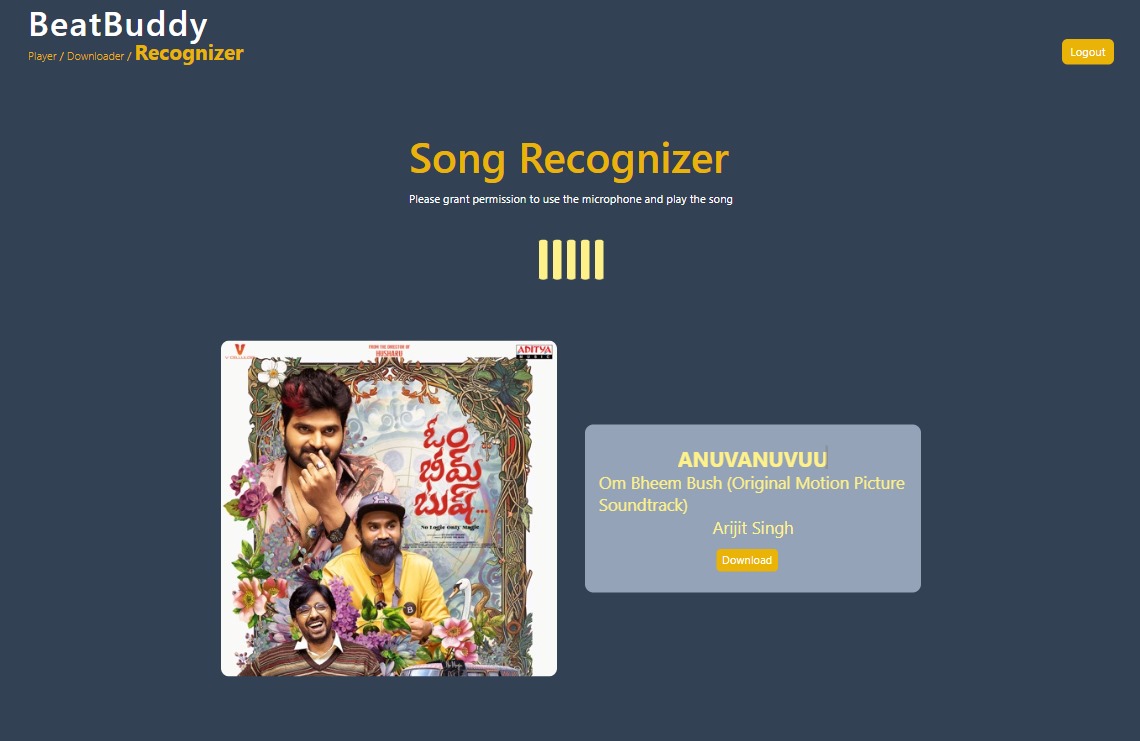 BeatBuddy
Player / Downloader / Recognizer
Logout
Song Recognizer
Please grant permission to use the microphone and play the song
V
FROM THE DIRECTOR OF
HUSHARU
ADITYA
MUSIC
ఓం
భీమ్
బుష్...
No Logic Only Magic
B
ANUVANUVUU
Om Bheem Bush (Original Motion Picture
Soundtrack)
Arijit Singh
Download